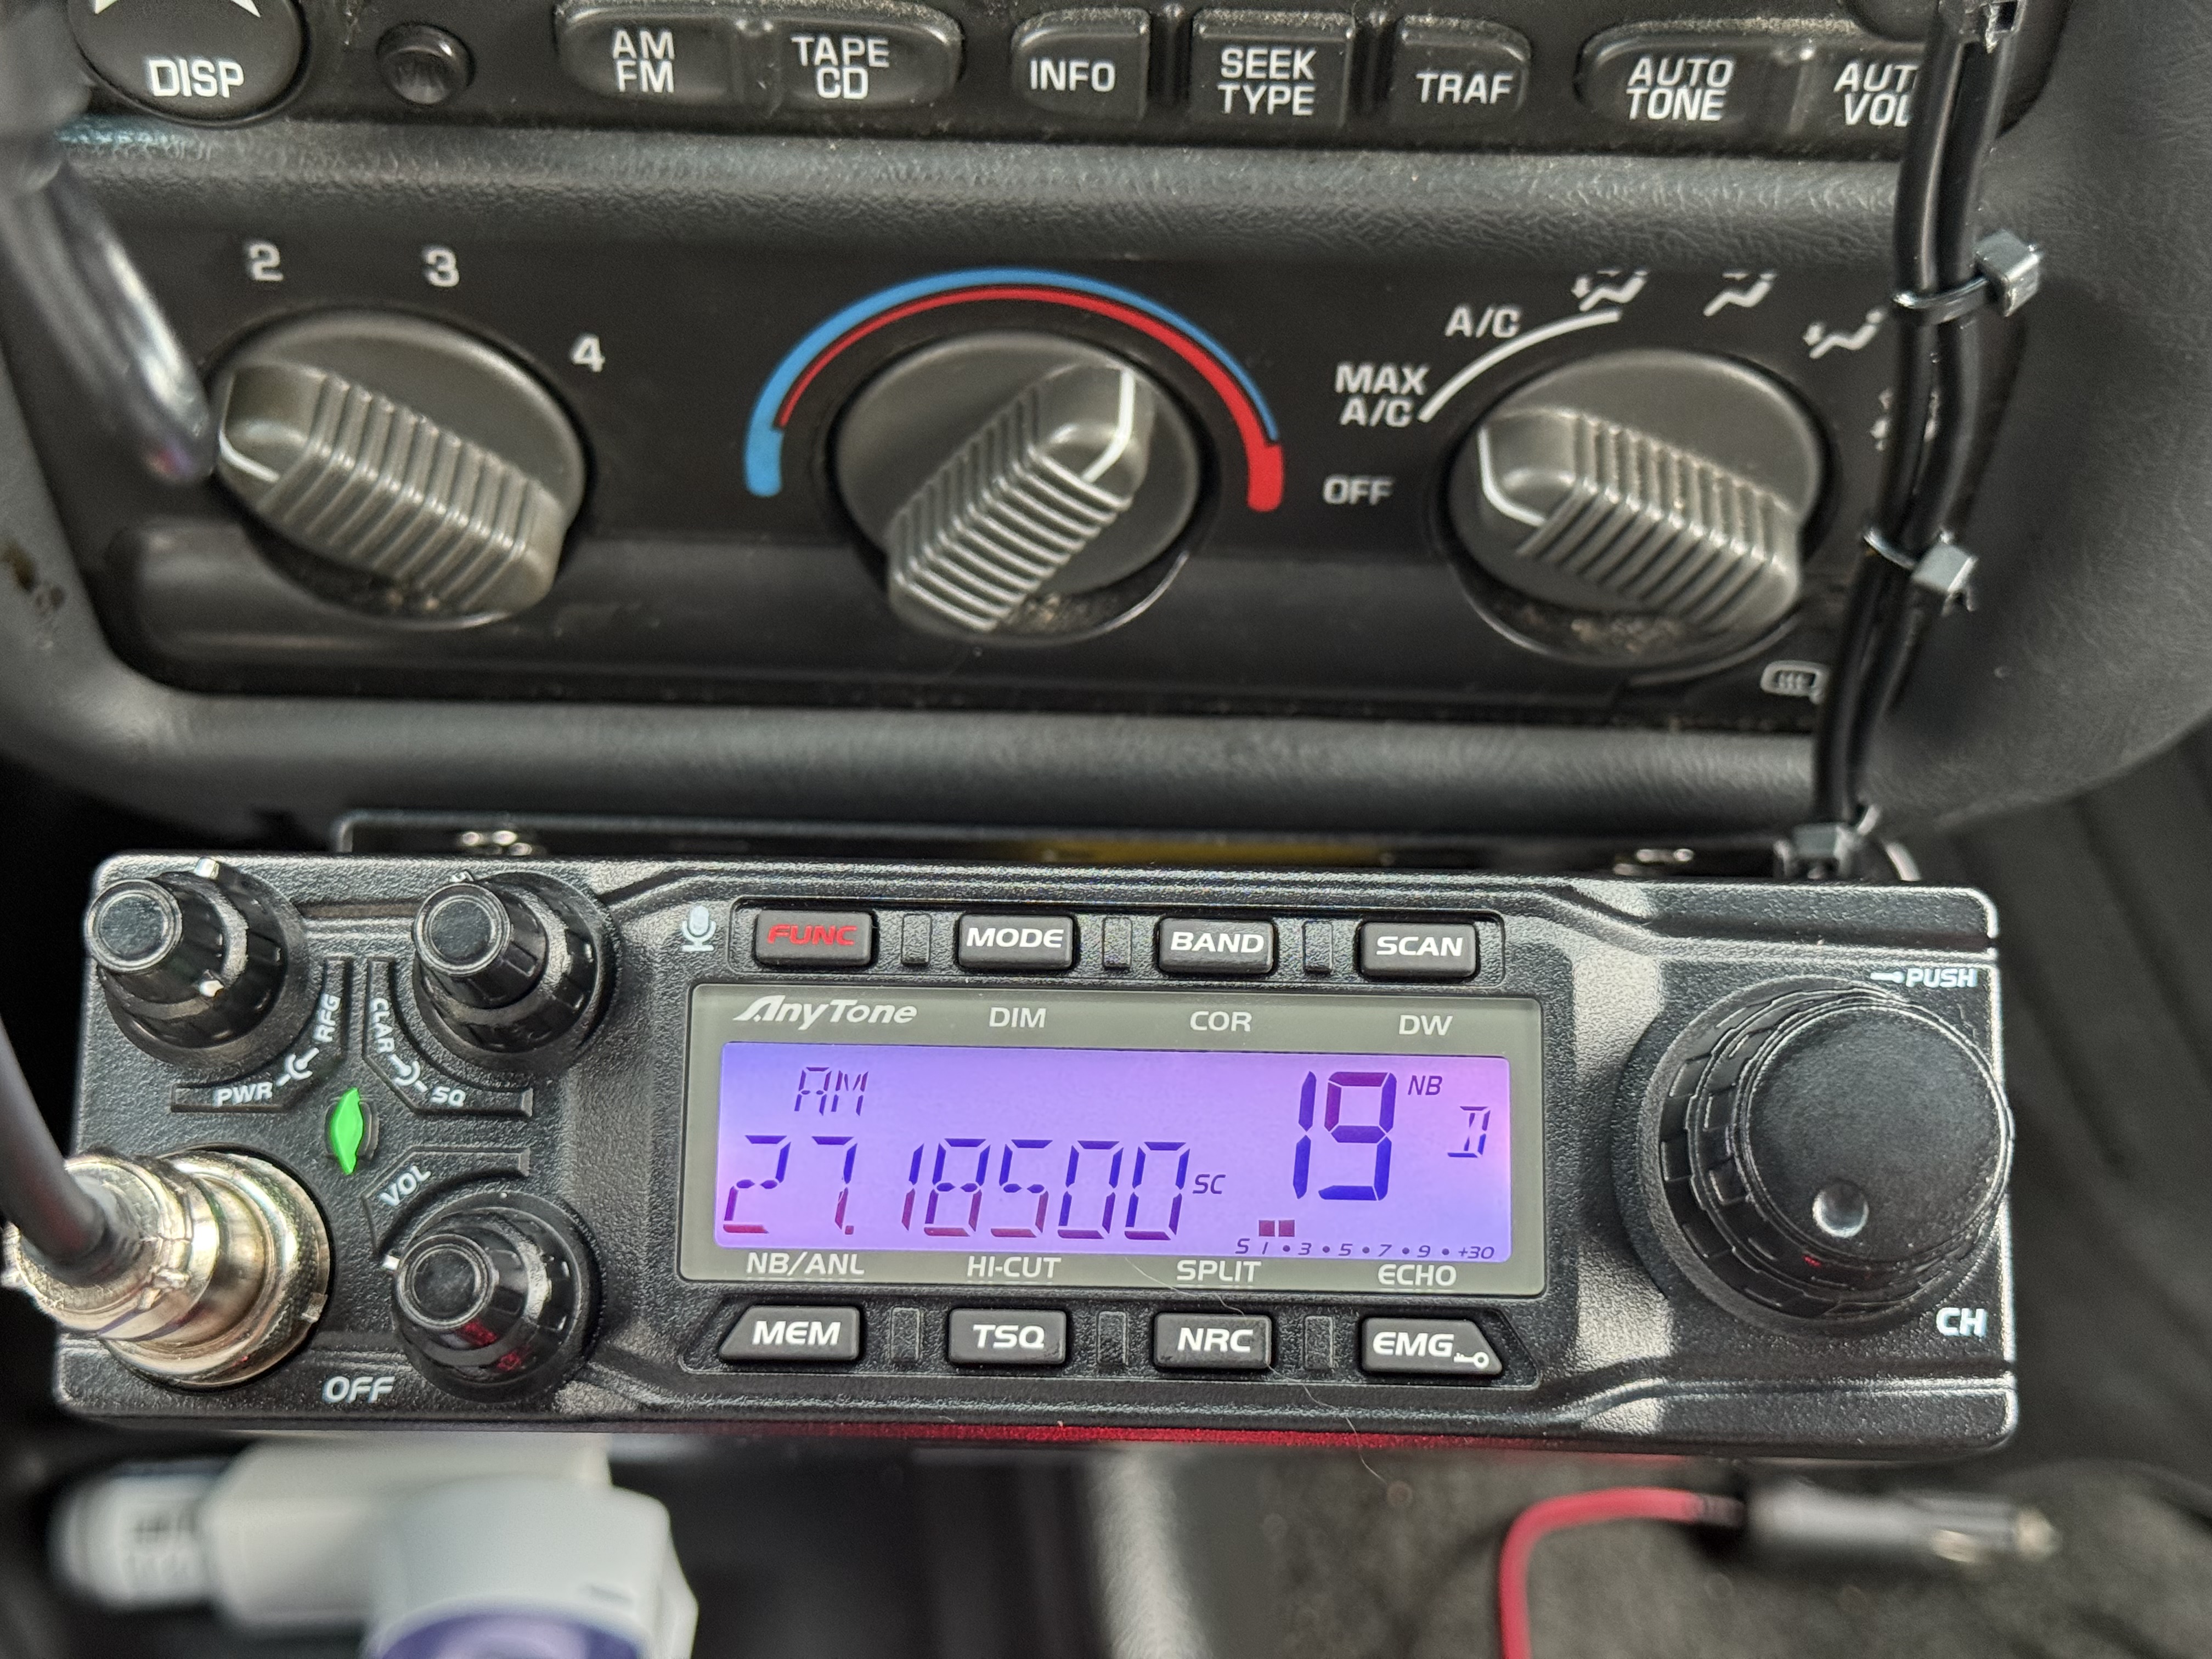 DISP
AM
FM
TAPE
CD
INFO
SEEK
TYPE
TRAF
AUTO
TONE
2
3
4
A/C
MAX
A/C
OFF
FUNC
MODE
BAND
SCAN
PUSH
AnyTone
DIM
COR
DW
RFG
CLAR
PWR
SQ
AM
19
NB
D
27.18500
SC
S 1 • 3 • 5 • 7 • 9 • +30
VOL
NB/ANL
HI-CUT
SPLIT
ECHO
MEM
TSQ
NRC
EMG
CH
OFF